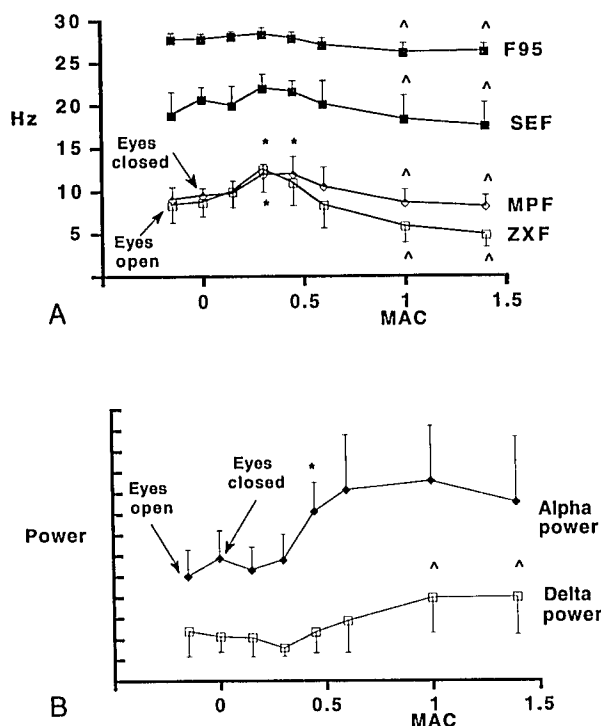 30
25
20
15
10
5
Hz
^ ^
F95
^ ^
SEF
Eyes
closed
* *
^ ^
MPF
*
ZXF
Eyes
open
^ ^
0 0.5 1 1.5
MAC
A
Eyes
open
Eyes
closed
*
Power
Alpha
power
^ ^
Delta
power
0 0.5 1 1.5
MAC
B